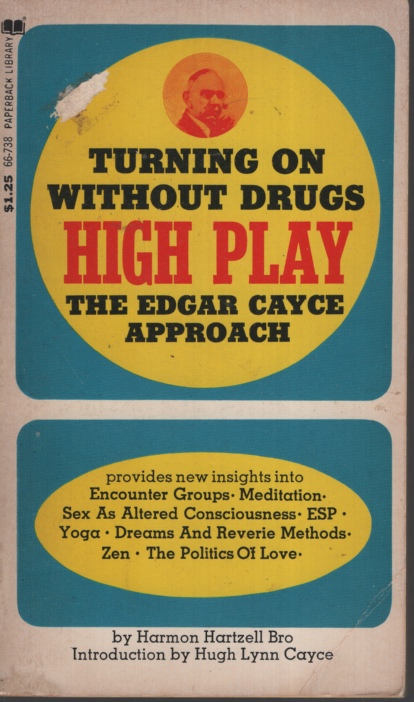 $1.25 66-738 PAPERBACK LIBRARY
TURNING ON
WITHOUT DRUGS
HIGH PLAY
THE EDGAR CAYCE
APPROACH
provides new insights into
Encounter Groups· Meditation·
Sex As Altered Consciousness· ESP ·
Yoga · Dreams And Reverie Methods·
Zen · The Politics Of Love·
by Harmon Hartzell Bro
Introduction by Hugh Lynn Cayce